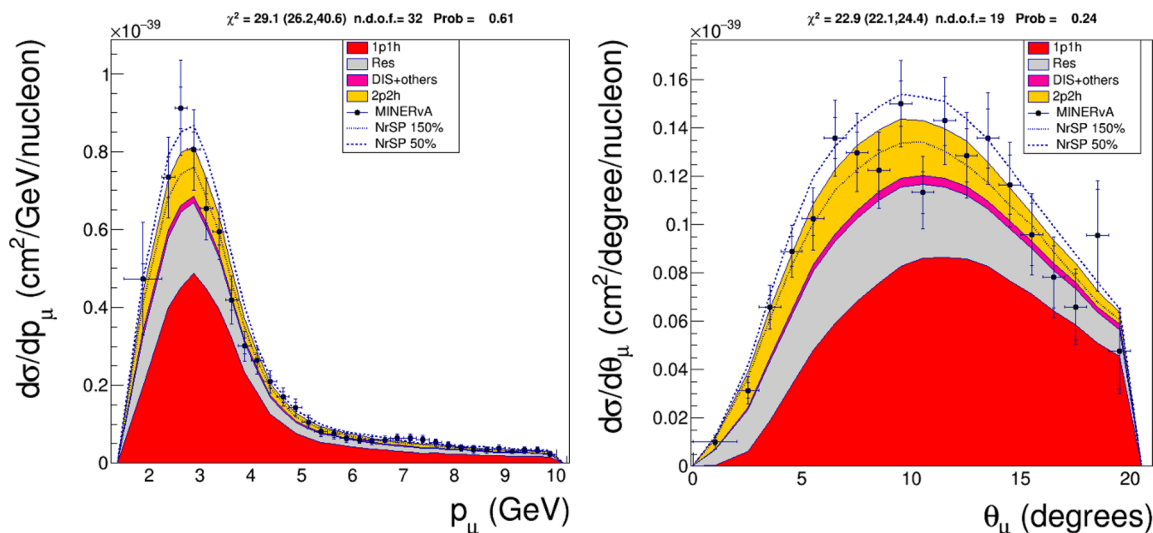 χ² = 29.1 (26.2,40.6) n.d.o.f.= 32 Prob = 0.61
×10⁻³⁹
dσ/dp_μ (cm²/GeV/nucleon)
1
0.8
0.6
0.4
0.2
0
1p1h
Res
DIS+others
2p2h
MINERνA
NrSP 150%
NrSP 50%
2 3 4 5 6 7 8 9 10
p_μ (GeV)
χ² = 22.9 (22.1,24.4) n.d.o.f.= 19 Prob = 0.24
×10⁻³⁹
dσ/dθ_μ (cm²/degree/nucleon)
0.16
0.14
0.12
0.1
0.08
0.06
0.04
0.02
0
1p1h
Res
DIS+others
2p2h
MINERνA
NrSP 150%
NrSP 50%
0 5 10 15 20
θ_μ (degrees)